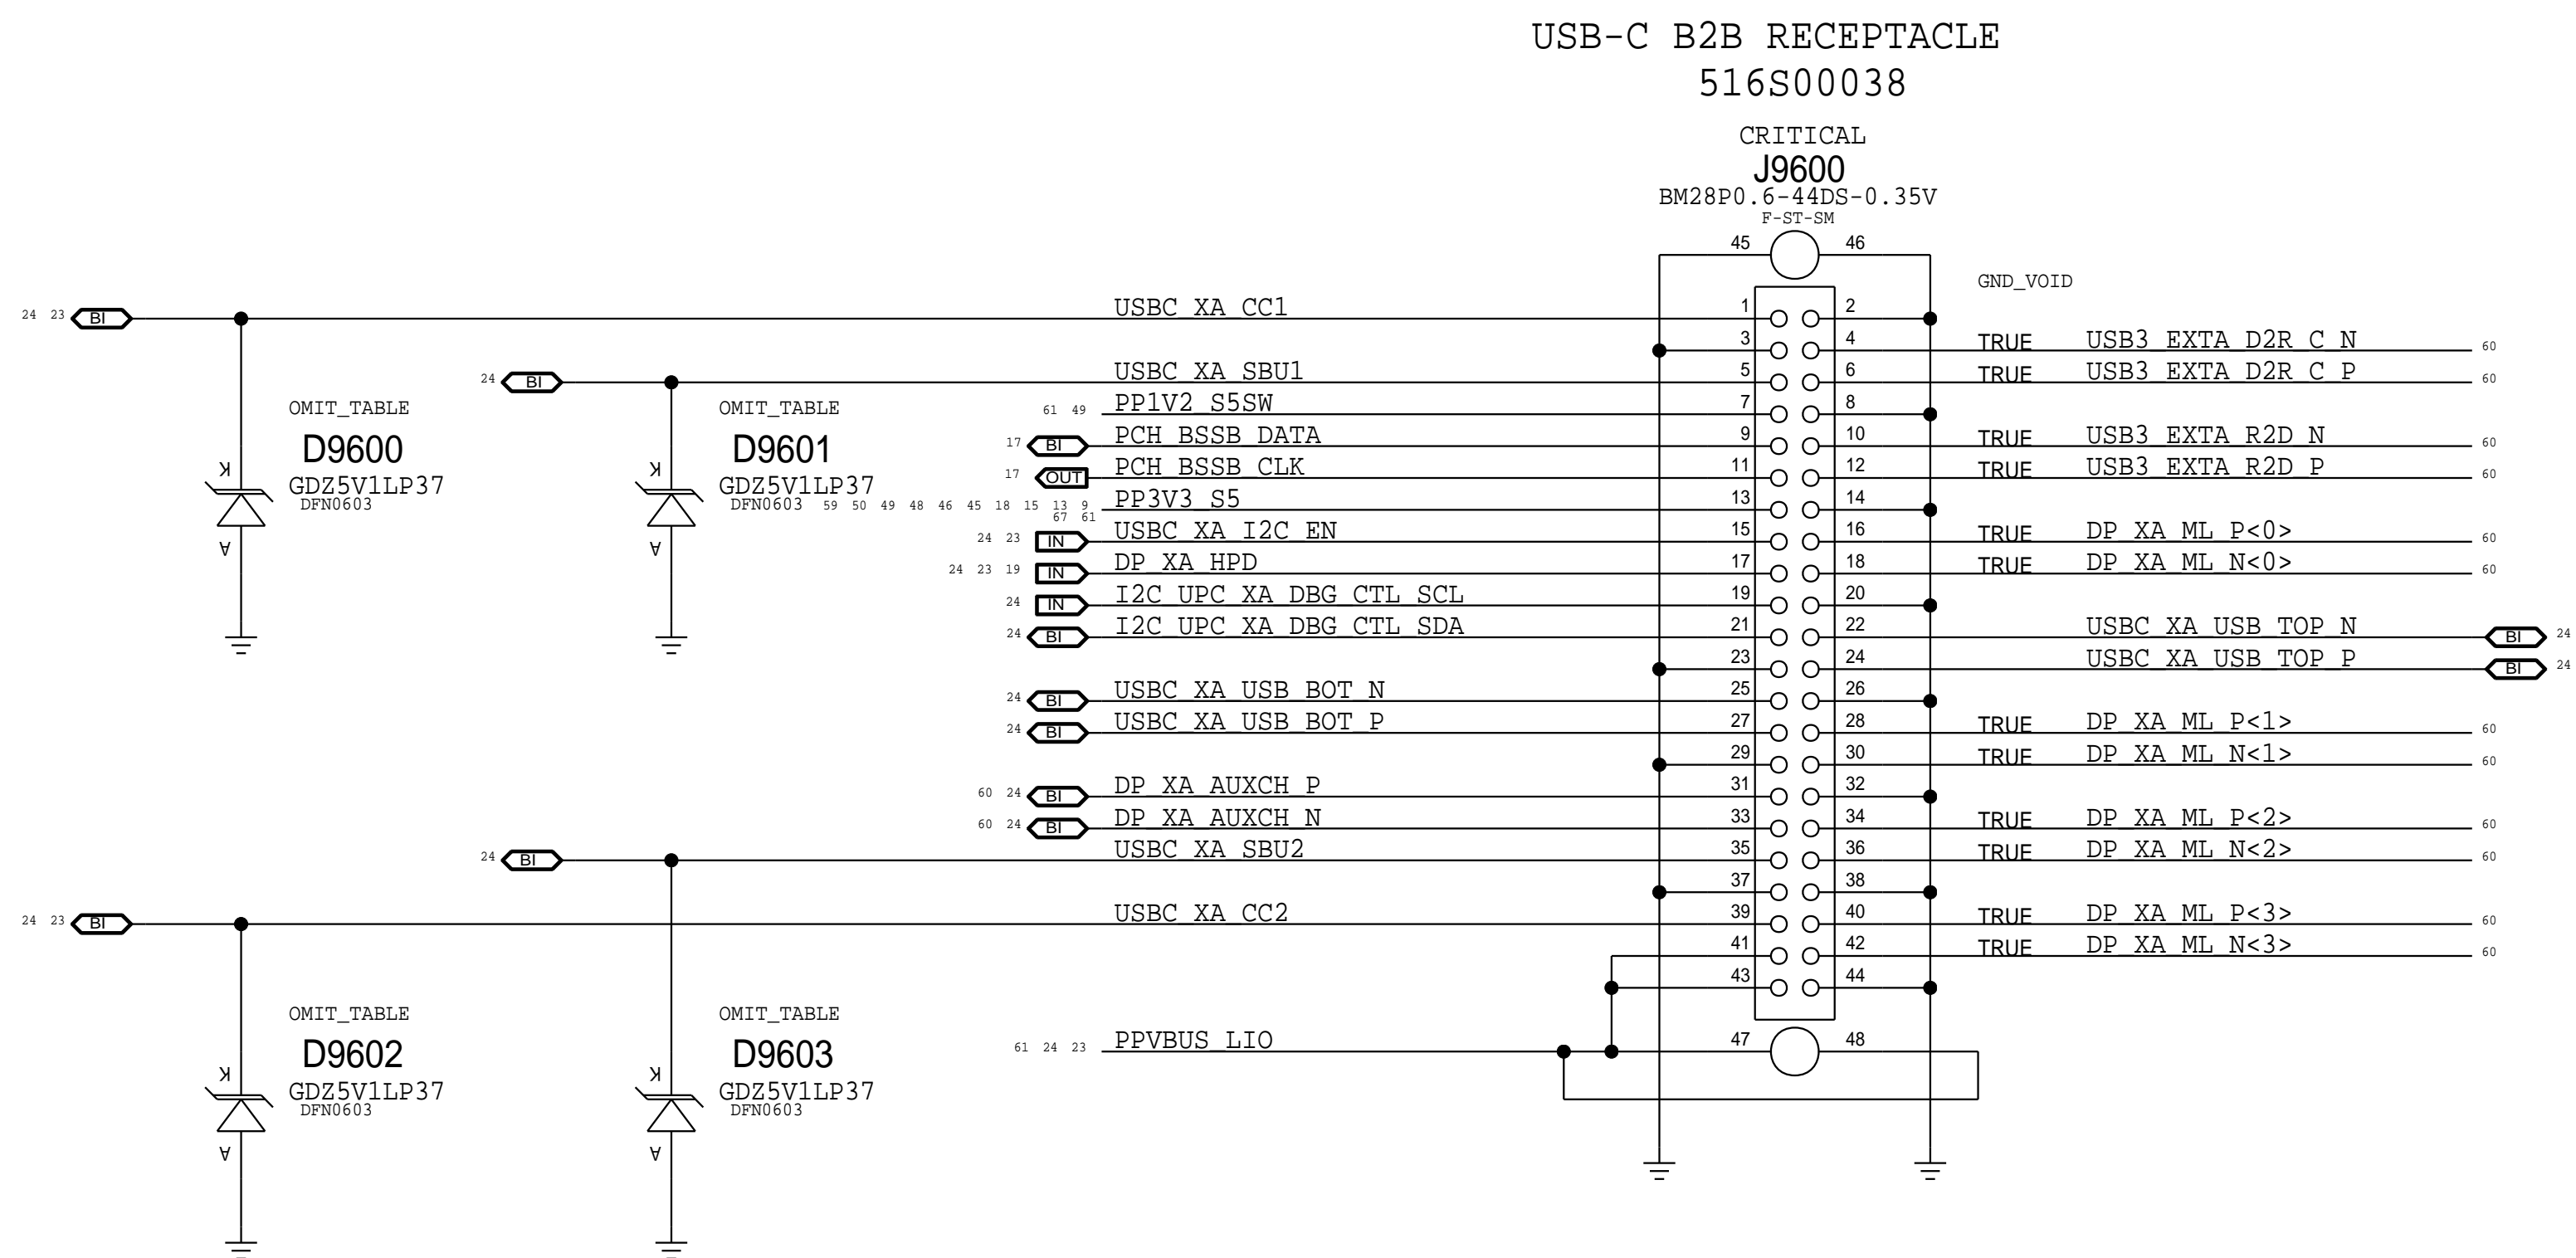 USB-C B2B RECEPTACLE
516S00038
CRITICAL
J9600
BM28P0.6-44DS-0.35V
F-ST-SM
45 46
GND_VOID
24 23 BI USBC_XA_CC1 1 2
3 4 TRUE USB3_EXTA_D2R_C_N 60
24 BI USBC_XA_SBU1 5 6 TRUE USB3_EXTA_D2R_C_P 60
61 49 PP1V2_S5SW 7 8
17 BI PCH_BSSB_DATA 9 10 TRUE USB3_EXTA_R2D_N 60
17 OUT PCH_BSSB_CLK 11 12 TRUE USB3_EXTA_R2D_P 60
59 50 49 48 46 45 18 15 13 9 PP3V3_S5 13 14
67 61
24 23 IN USBC_XA_I2C_EN 15 16 TRUE DP_XA_ML_P<0> 60
24 23 19 IN DP_XA_HPD 17 18 TRUE DP_XA_ML_N<0> 60
24 IN I2C_UPC_XA_DBG_CTL_SCL 19 20
24 BI I2C_UPC_XA_DBG_CTL_SDA 21 22 USBC_XA_USB_TOP_N BI 24
23 24 USBC_XA_USB_TOP_P BI 24
24 BI USBC_XA_USB_BOT_N 25 26
24 BI USBC_XA_USB_BOT_P 27 28 TRUE DP_XA_ML_P<1> 60
29 30 TRUE DP_XA_ML_N<1> 60
60 24 BI DP_XA_AUXCH_P 31 32
60 24 BI DP_XA_AUXCH_N 33 34 TRUE DP_XA_ML_P<2> 60
24 BI USBC_XA_SBU2 35 36 TRUE DP_XA_ML_N<2> 60
37 38
24 23 BI USBC_XA_CC2 39 40 TRUE DP_XA_ML_P<3> 60
41 42 TRUE DP_XA_ML_N<3> 60
43 44
61 24 23 PPVBUS_LIO 47 48
OMIT_TABLE
D9600
K
GDZ5V1LP37
DFN0603
A
OMIT_TABLE
D9601
K
GDZ5V1LP37
DFN0603
A
OMIT_TABLE
D9602
K
GDZ5V1LP37
DFN0603
A
OMIT_TABLE
D9603
K
GDZ5V1LP37
DFN0603
A